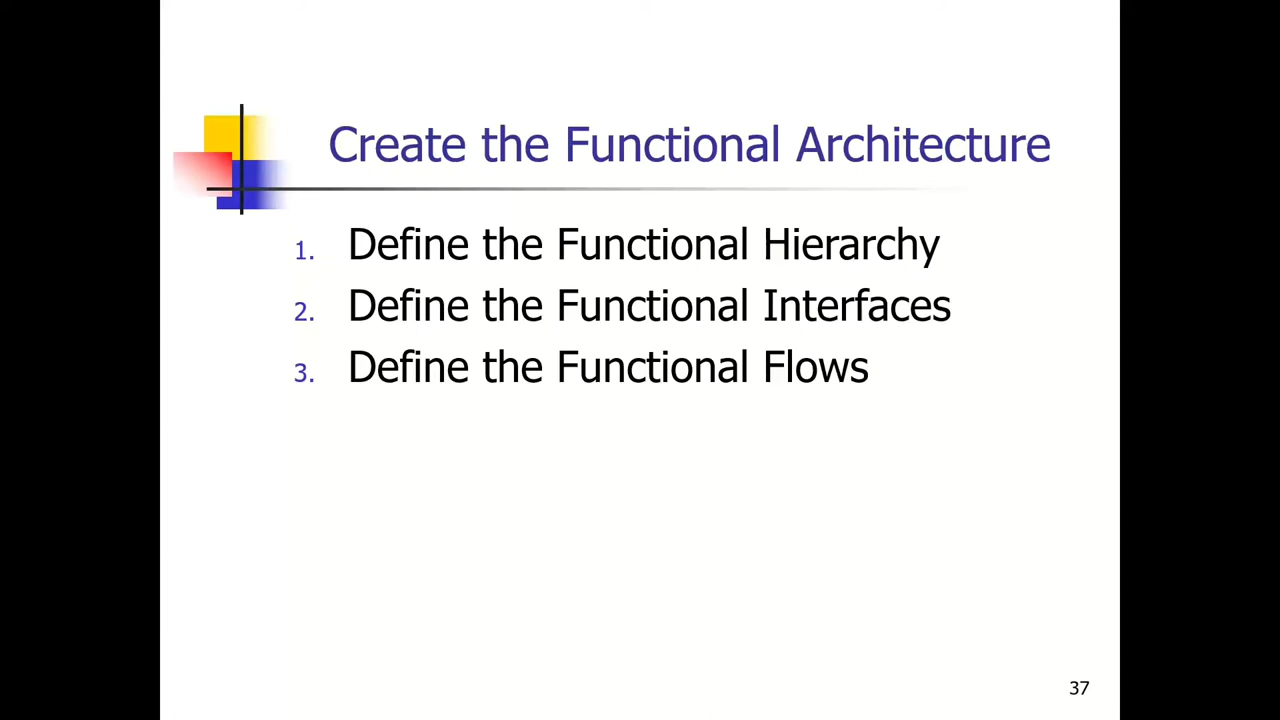 Create the Functional Architecture
1. Define the Functional Hierarchy
2. Define the Functional Interfaces
3. Define the Functional Flows
37